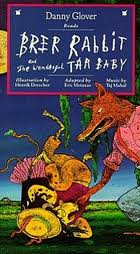 Danny Glover
Reads
BRER RABBIT
and The Wonderful TAR BABY
Illustration by Adapted by Music by
Henrik Drescher Eric Metaxas Taj Mahal